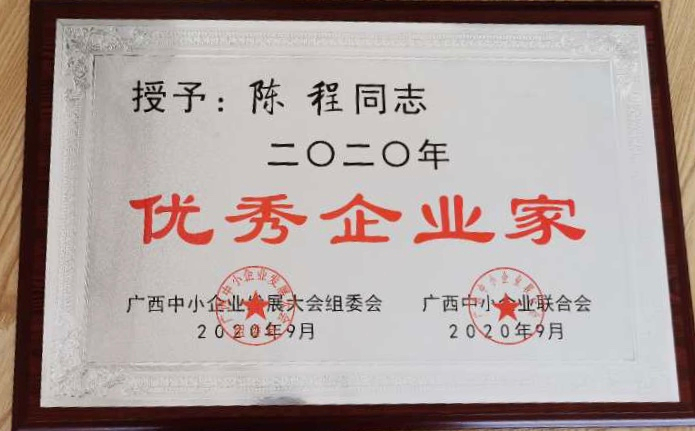 授予：陈 程同志
二〇二〇年
优秀企业家
广西中小企业发展大会组委会
2020年9月
广西中小企业联合会
2020年9月